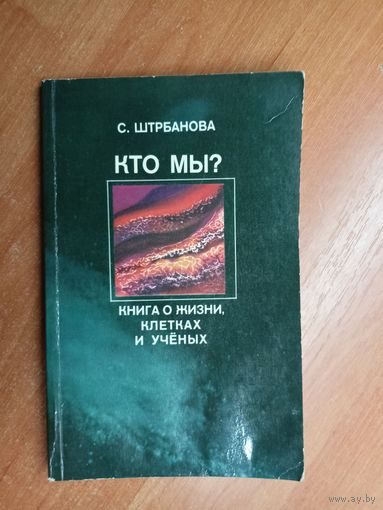 С. ШТРБАНОВА
КТО МЫ?
КНИГА О ЖИЗНИ,
КЛЕТКАХ
И УЧЁНЫХ
www.ay.by